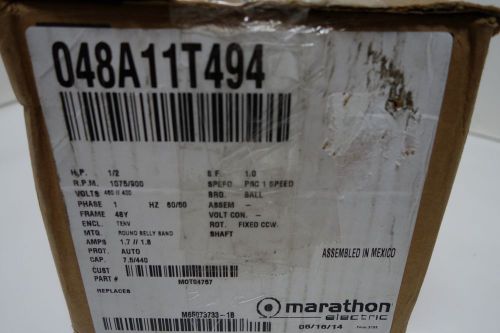 048A11T494
H.P. 1/2 S F. 1.0
R.P.M. 1075/900 SPEED PSC 1 SPEED
VOLTS 460 // 400 BRG. BALL
PHASE 1 HZ 60/50 ASSEM -
FRAME 48Y VOLT CON. -
ENCL. TENV ROT. FIXED CCW.
MTG. ROUND BELLY BAND SHAFT
AMPS 1.7 // 1.8
PROT. AUTO
CAP. 7.5/440
ASSEMBLED IN MEXICO
CUST
PART # MOT04757
REPLACES
M65073733-1B
marathon
electric
06/16/14